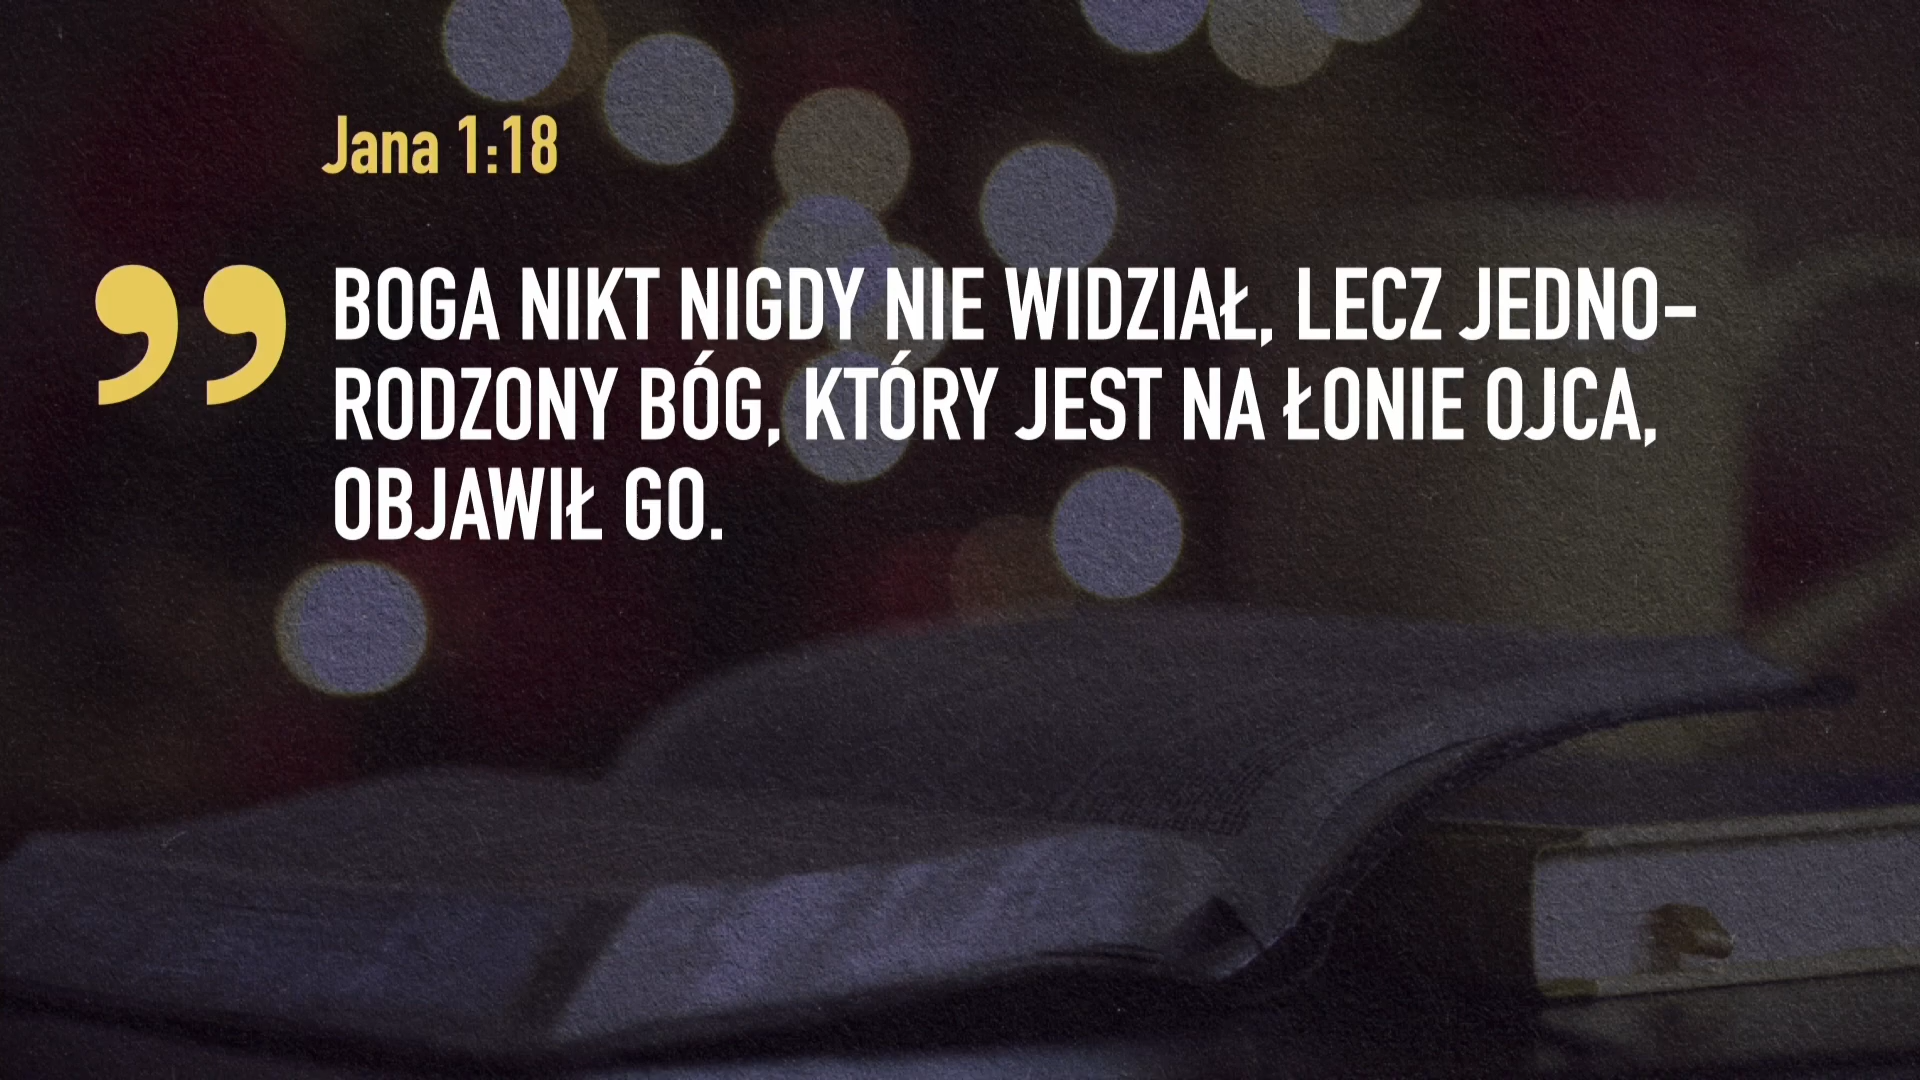 Jana 1:18
” BOGA NIKT NIGDY NIE WIDZIAŁ, LECZ JEDNO-
RODZONY BÓG, KTÓRY JEST NA ŁONIE OJCA,
OBJAWIŁ GO.